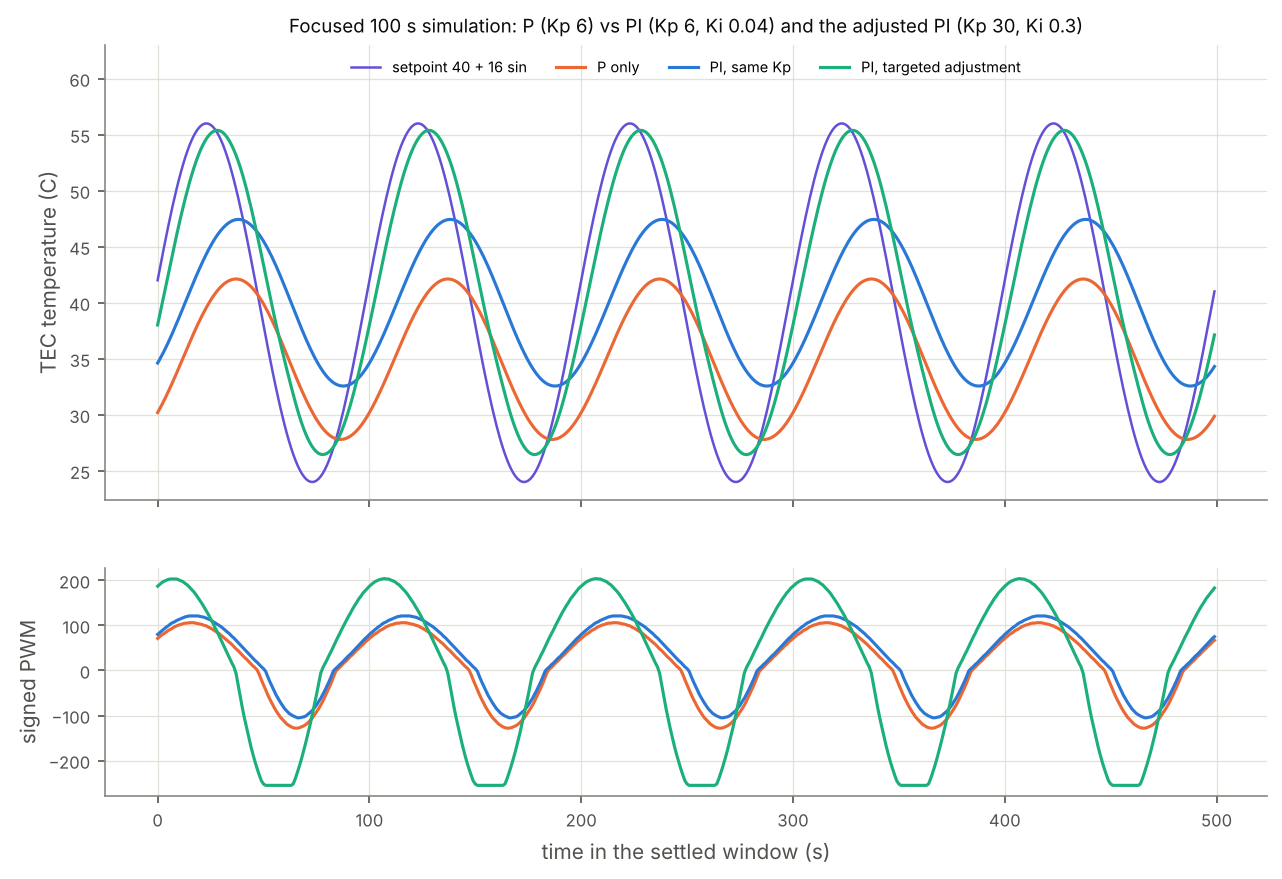 Focused 100 s simulation: P (Kp 6) vs PI (Kp 6, Ki 0.04) and the adjusted PI (Kp 30, Ki 0.3)
setpoint 40 + 16 sin
P only
PI, same Kp
PI, targeted adjustment
TEC temperature (C)
60
55
50
45
40
35
30
25
signed PWM
200
100
0
−100
−200
0
100
200
300
400
500
time in the settled window (s)